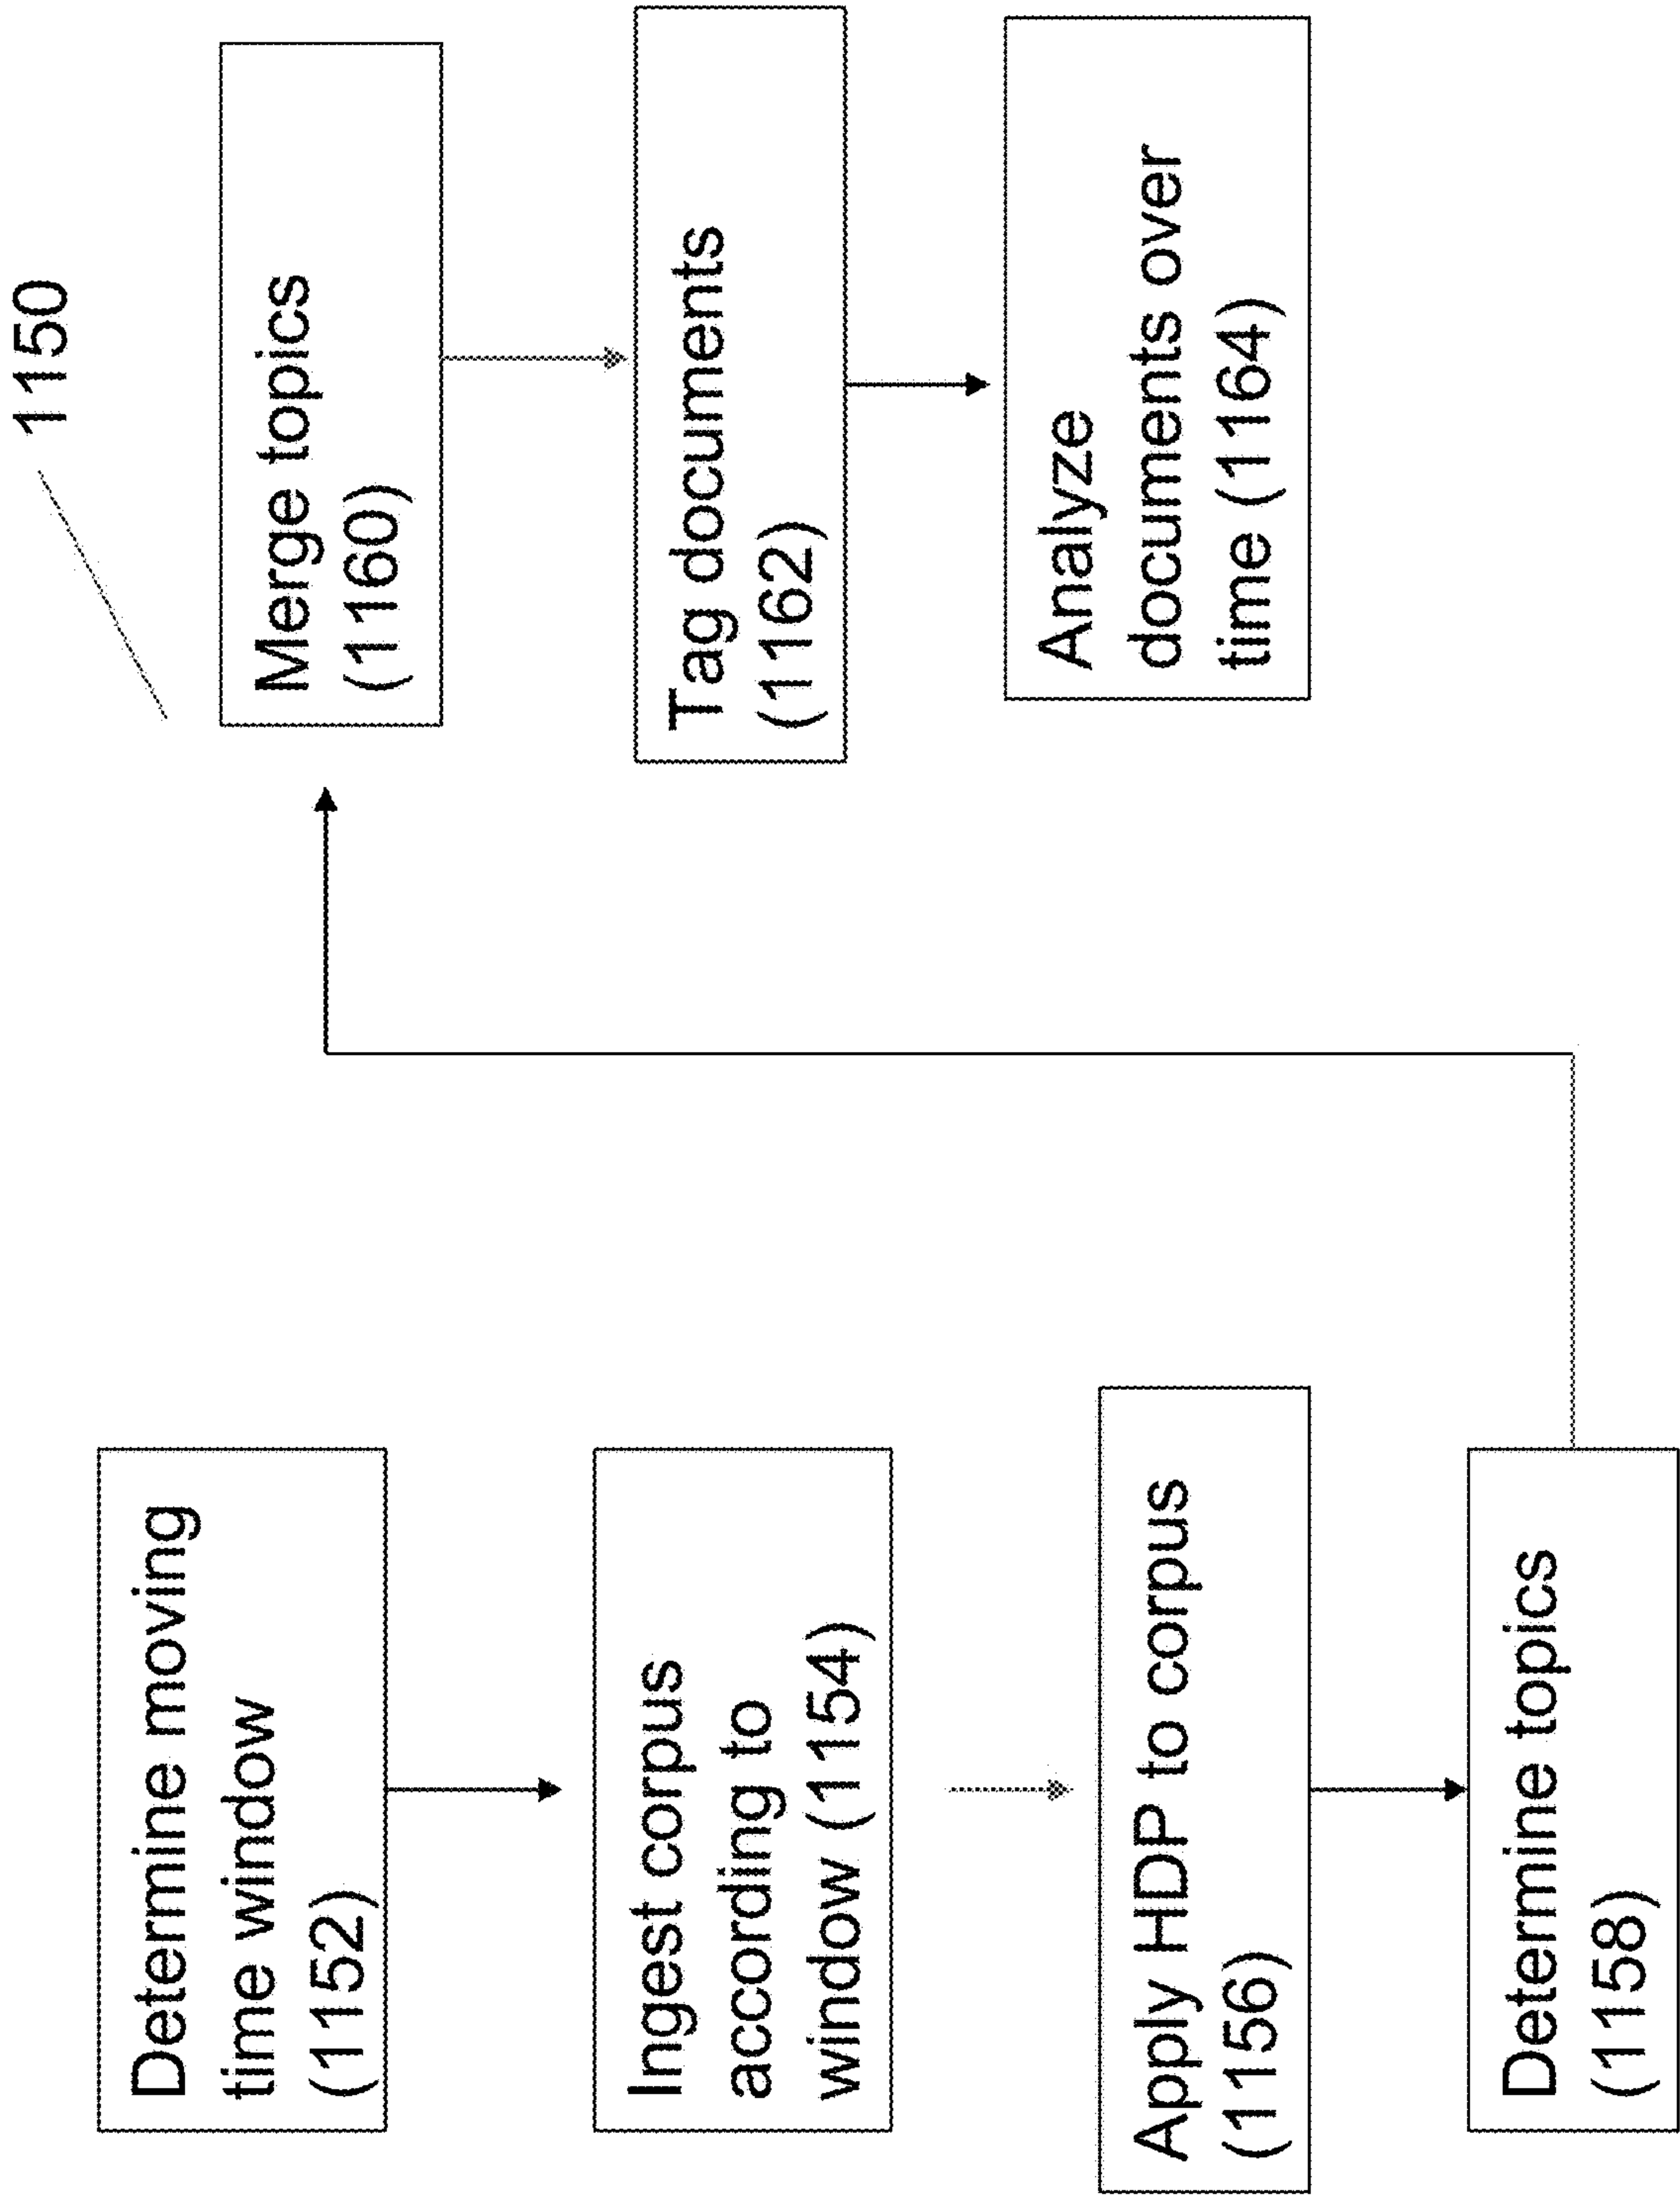 1150
Determine moving
time window
(1152)
Ingest corpus
according to
window (1154)
Apply HDP to corpus
(1156)
Determine topics
(1158)
Merge topics
(1160)
Tag documents
(1162)
Analyze
documents over
time (1164)